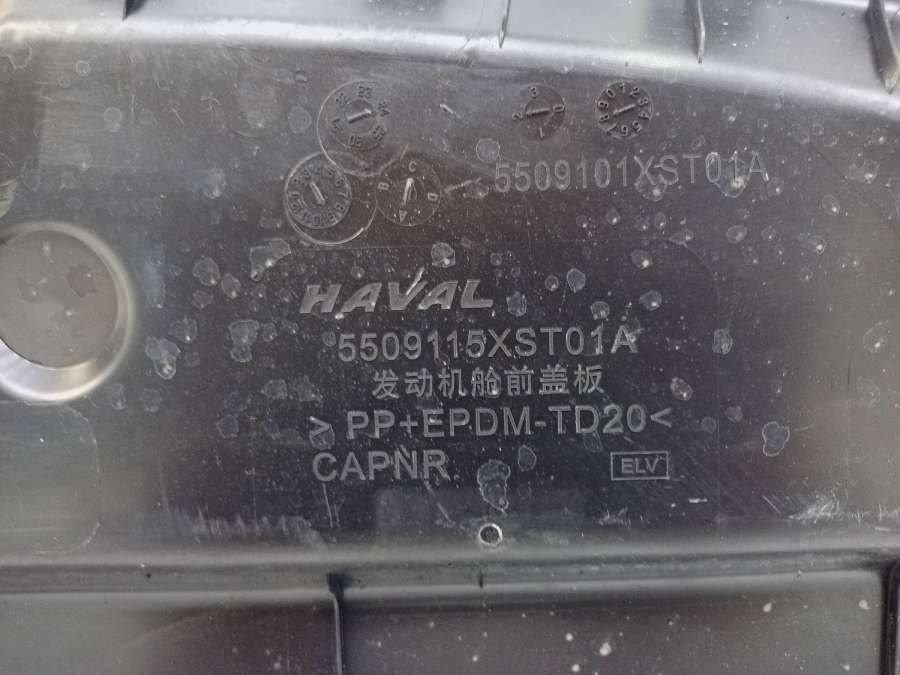 5509101XST01A
HAVAL
5509115XST01A
发动机舱前盖板
>PP+EPDM-TD20<
CAPNR
ELV